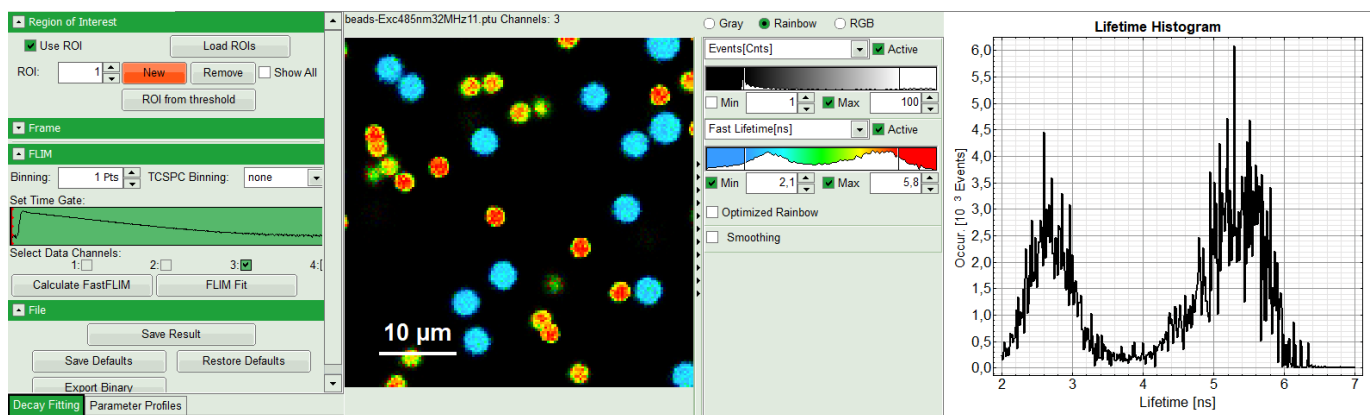 Region of Interest
Use ROI
Load ROIs
ROI:
1
New
Remove
Show All
ROI from threshold
Frame
FLIM
Binning:
1 Pts
TCSPC Binning:
none
Set Time Gate:
Select Data Channels:
1:
2:
3:
4:
Calculate FastFLIM
FLIM Fit
File
Save Result
Save Defaults
Restore Defaults
Export Binary
Decay Fitting
Parameter Profiles
beads-Exc485nm32MHz11.ptu Channels: 3
10 µm
Gray
Rainbow
RGB
Events[Cnts]
Active
Min
1
Max
100
Fast Lifetime[ns]
Active
Min
2,1
Max
5,8
Optimized Rainbow
Smoothing
Lifetime Histogram
Occur. [10 ³ Events]
6,0
5,5
5,0
4,5
4,0
3,5
3,0
2,5
2,0
1,5
1,0
0,5
0,0
2 3 4 5 6 7
Lifetime [ns]